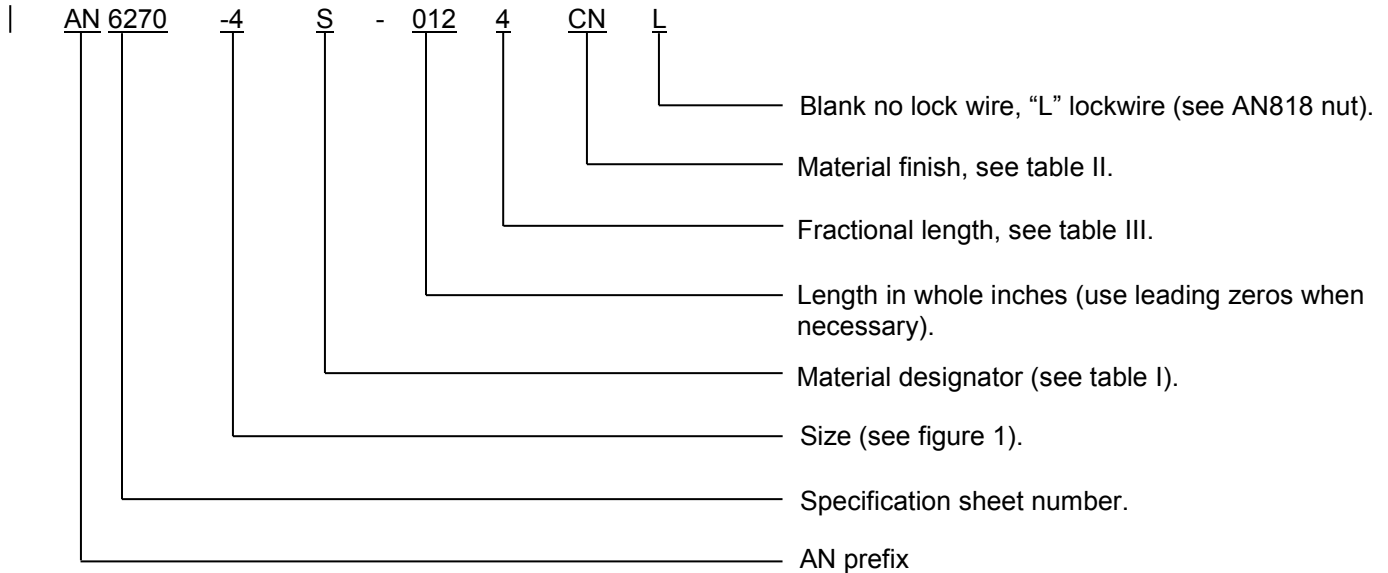 | AN 6270 -4 S - 012 4 CN L
Blank no lock wire, “L” lockwire (see AN818 nut).
Material finish, see table II.
Fractional length, see table III.
Length in whole inches (use leading zeros when
necessary).
Material designator (see table I).
Size (see figure 1).
Specification sheet number.
AN prefix